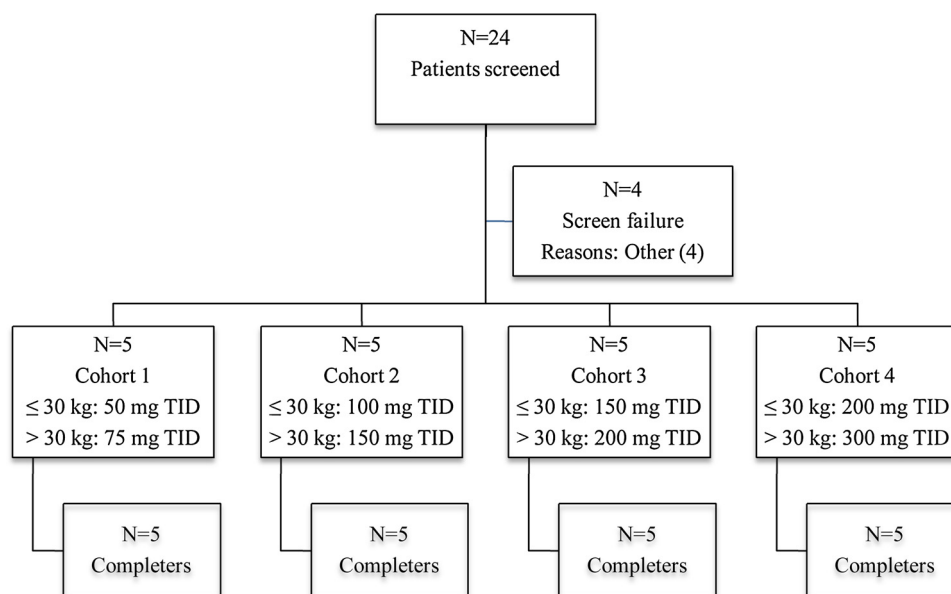 N=24
Patients screened
N=4
Screen failure
Reasons: Other (4)
N=5
Cohort 1
≤ 30 kg: 50 mg TID
> 30 kg: 75 mg TID
N=5
Cohort 2
≤ 30 kg: 100 mg TID
> 30 kg: 150 mg TID
N=5
Cohort 3
≤ 30 kg: 150 mg TID
> 30 kg: 200 mg TID
N=5
Cohort 4
≤ 30 kg: 200 mg TID
> 30 kg: 300 mg TID
N=5
Completers
N=5
Completers
N=5
Completers
N=5
Completers